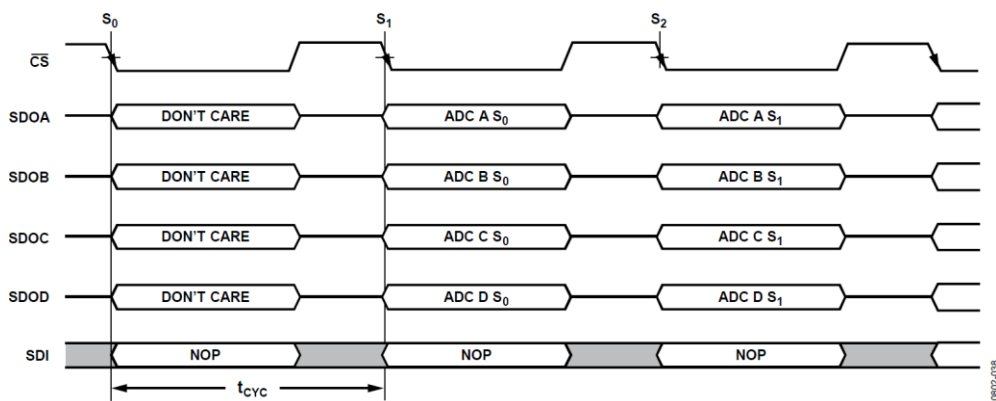 S₀ S₁ S₂
C̅S̅
SDOA DON'T CARE ADC A S₀ ADC A S₁
SDOB DON'T CARE ADC B S₀ ADC B S₁
SDOC DON'T CARE ADC C S₀ ADC C S₁
SDOD DON'T CARE ADC D S₀ ADC D S₁
SDI NOP NOP NOP
tCYC